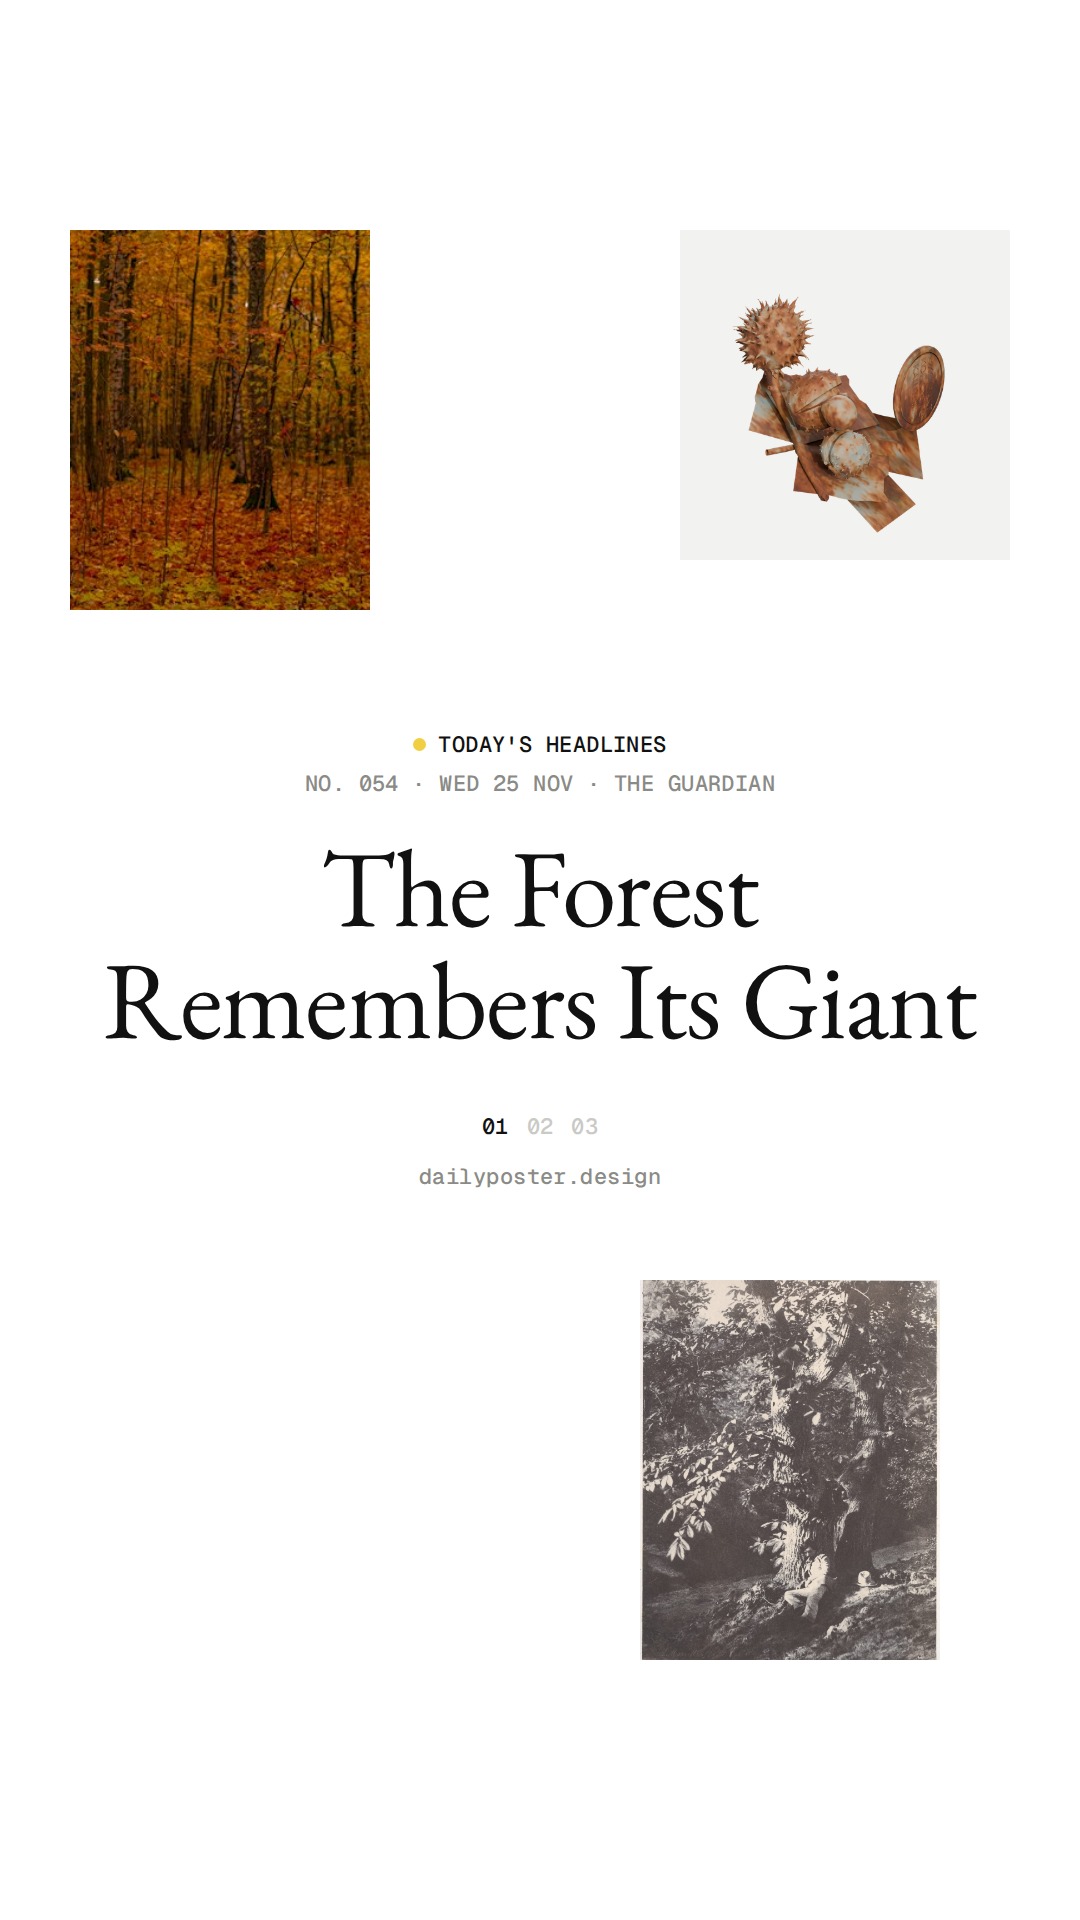 TODAY'S HEADLINES
NO. 054 · WED 25 NOV · THE GUARDIAN
The Forest
Remembers Its Giant
01 02 03
dailyposter.design